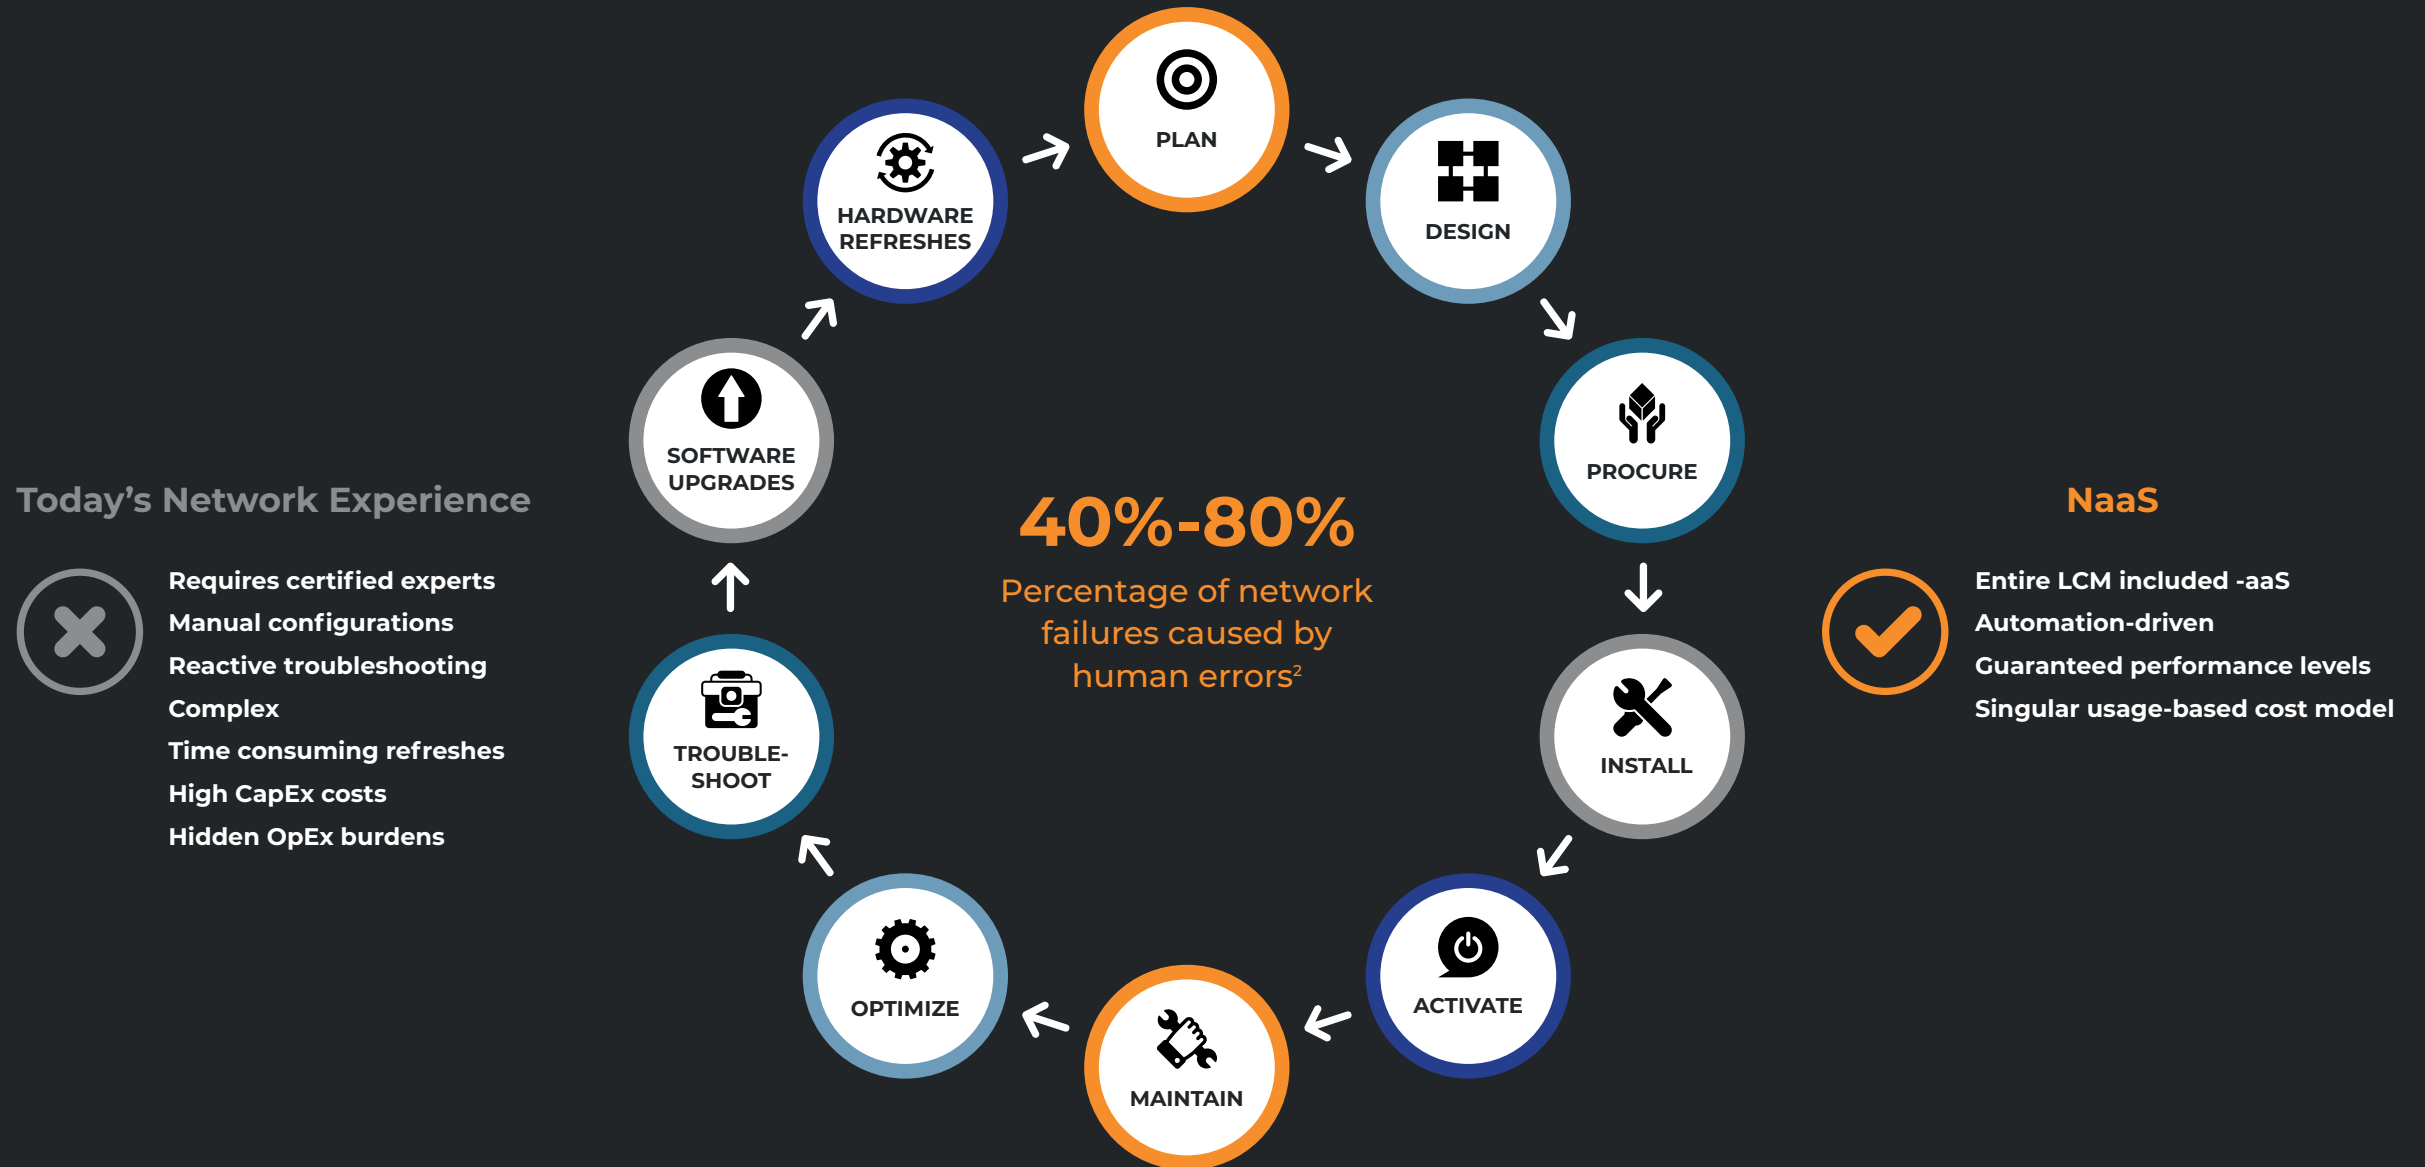 PLAN
DESIGN
PROCURE
INSTALL
ACTIVATE
MAINTAIN
OPTIMIZE
TROUBLE-
SHOOT
SOFTWARE
UPGRADES
HARDWARE
REFRESHES
Today’s Network Experience
Requires certified experts
Manual configurations
Reactive troubleshooting
Complex
Time consuming refreshes
High CapEx costs
Hidden OpEx burdens
40%-80%
Percentage of network
failures caused by
human errors²
NaaS
Entire LCM included -aaS
Automation-driven
Guaranteed performance levels
Singular usage-based cost model